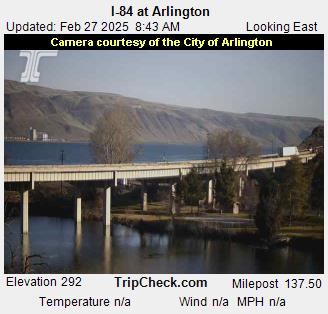 I-84 at Arlington
Updated: Feb 27 2025 8:43 AM Looking East
Camera courtesy of the City of Arlington
Elevation 292 TripCheck.com Milepost 137.50
Temperature n/a Wind n/a MPH n/a